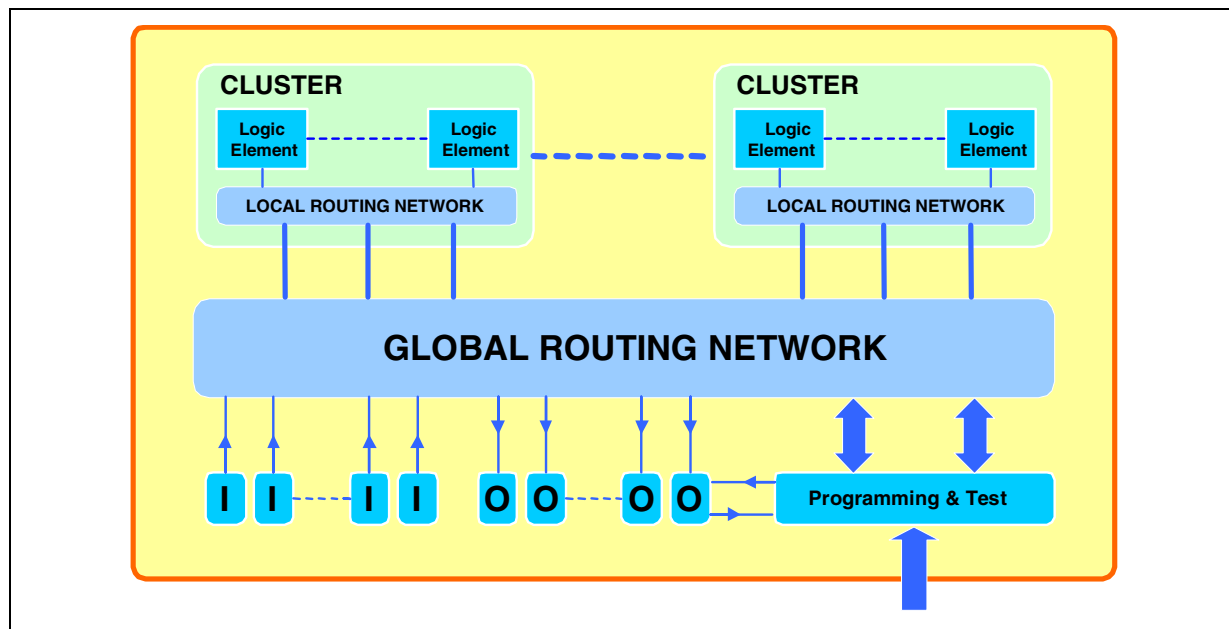 CLUSTER
Logic
Element
Logic
Element
LOCAL ROUTING NETWORK
CLUSTER
Logic
Element
Logic
Element
LOCAL ROUTING NETWORK
GLOBAL ROUTING NETWORK
I I I I O O O O
Programming & Test